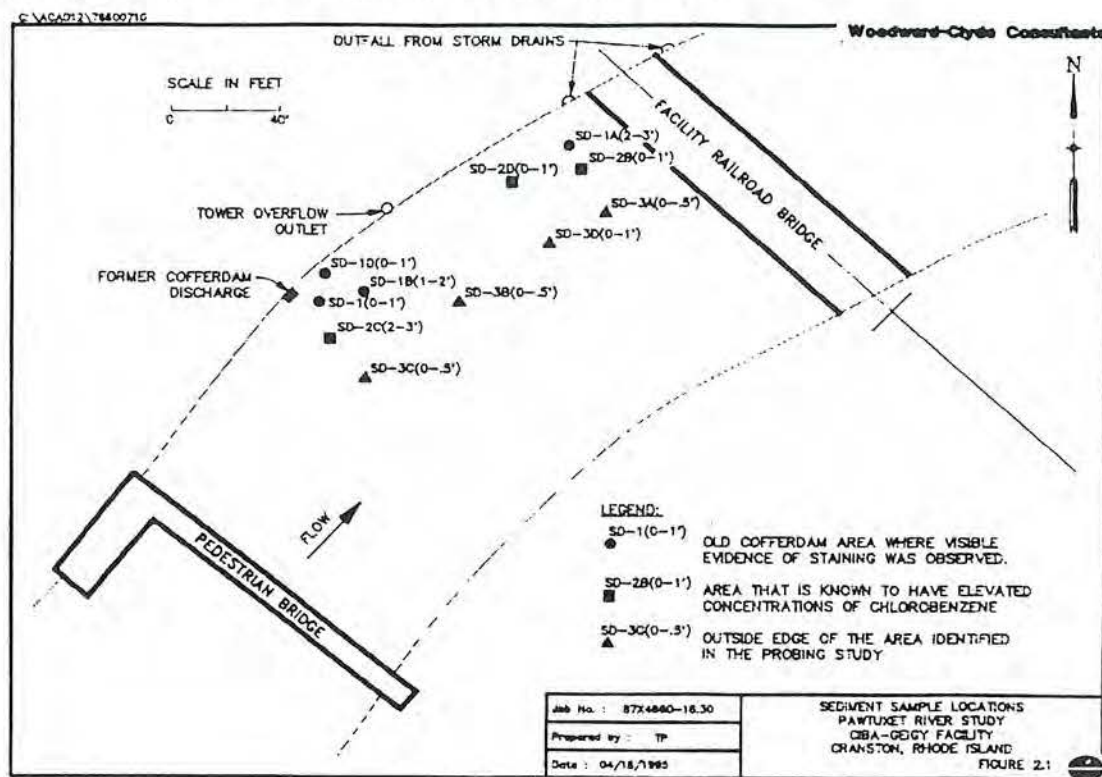 C:\ACAD12\7660071G
Woodward-Clyde Consultants
OUTFALL FROM STORM DRAINS
N
SCALE IN FEET
0 40'
FACILITY RAILROAD BRIDGE
SD-1A(2-3')
SD-2B(0-1')
SD-2D(0-1')
SD-3A(0-.5')
SD-3D(0-1')
TOWER OVERFLOW
OUTLET
FORMER COFFERDAM
DISCHARGE
SD-1D(0-1')
SD-1B(1-2')
SD-1(0-1')
SD-3B(0-.5')
SD-2C(2-3')
SD-3C(0-.5')
FLOW
PEDESTRIAN BRIDGE
LEGEND:
SD-1(0-1')
OLD COFFERDAM AREA WHERE VISIBLE
EVIDENCE OF STAINING WAS OBSERVED.
SD-2B(0-1')
AREA THAT IS KNOWN TO HAVE ELEVATED
CONCENTRATIONS OF CHLOROBENZENE
SD-3C(0-.5')
OUTSIDE EDGE OF THE AREA IDENTIFIED
IN THE PROBING STUDY
Job No. : 87X4660-16.30
Prepared by : TP
Date : 04/18/1995
SEDIMENT SAMPLE LOCATIONS
PAWTUXET RIVER STUDY
CIBA-GEIGY FACILITY
CRANSTON, RHODE ISLAND
FIGURE 2.1